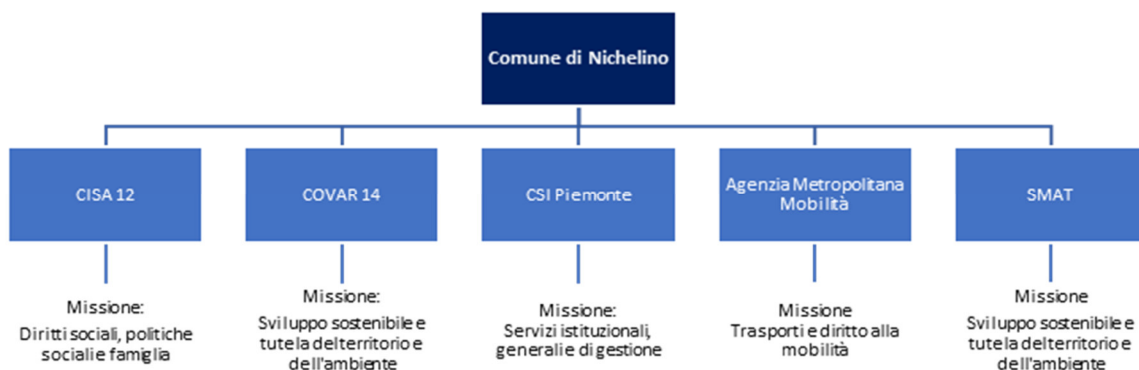 Comune di Nichelino
CISA 12
COVAR 14
CSI Piemonte
Agenzia Metropolitana
Mobilità
SMAT
Missione:
Diritti sociali, politiche
sociali e famiglia
Missione:
Sviluppo sostenibile e
tutela del territorio e
dell'ambiente
Missione:
Servizi istituzionali,
generali e di gestione
Missione
Trasporti e diritto alla
mobilità
Missione
Sviluppo sostenibile e
tutela del territorio e
dell'ambiente